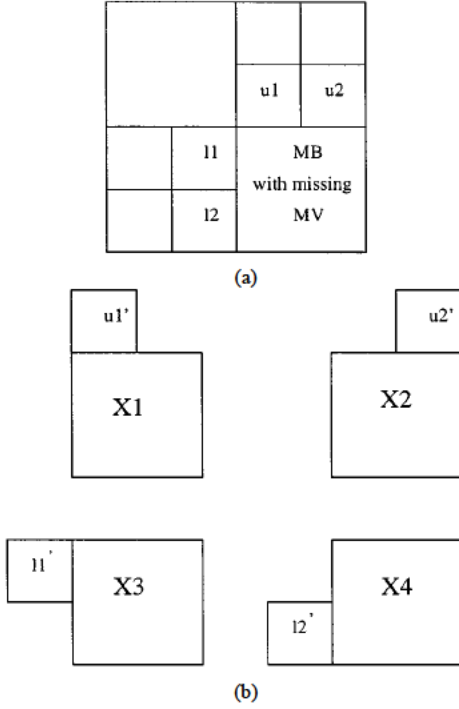 u1 u2
l1 MB
with missing
l2 MV
(a)
u1' u2'
X1 X2
l1' X3 X4
l2'
(b)